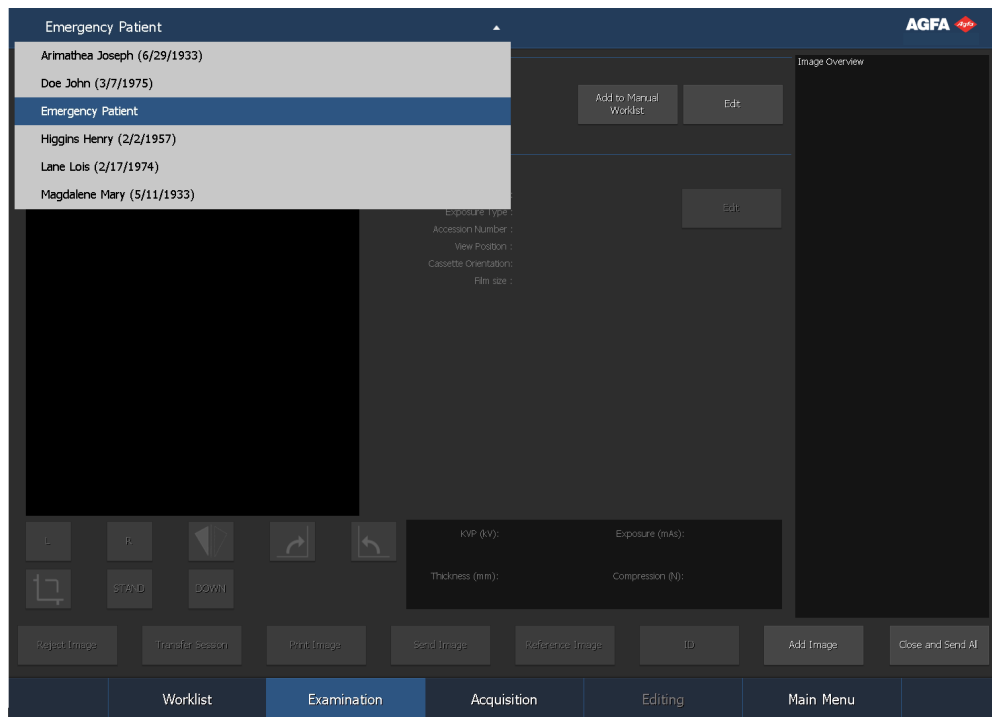 Emergency Patient
AGFA
Arimathea Joseph (6/29/1933)
Doe John (3/7/1975)
Emergency Patient
Higgins Henry (2/2/1957)
Lane Lois (2/17/1974)
Magdalene Mary (5/11/1933)
Add to Manual
Worklist
Edit
Image Overview
:
Exposure Type :
Accession Number :
View Position :
Cassette Orientation:
Film size :
Edit
L
R
STAND
DOWN
KVP (kV):
Exposure (mAs):
Thickness (mm):
Compression (N):
Reject Image
Transfer Session
Print Image
Send Image
Reference Image
ID
Add Image
Close and Send All
Worklist
Examination
Acquisition
Editing
Main Menu